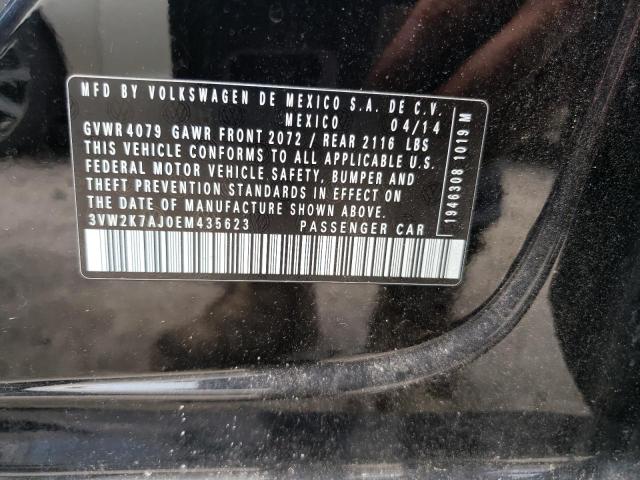 MFD BY VOLKSWAGEN DE MEXICO S.A. DE C.V.
MEXICO 04/14
GVWR 4079 GAWR FRONT 2072 / REAR 2116 LBS
THIS VEHICLE CONFORMS TO ALL APPLICABLE U.S.
FEDERAL MOTOR VEHICLE SAFETY, BUMPER AND
THEFT PREVENTION STANDARDS IN EFFECT ON
THE DATE OF MANUFACTURE SHOWN ABOVE.
3VW2K7AJ0EM435623 PASSENGER CAR
1946308 1019 M